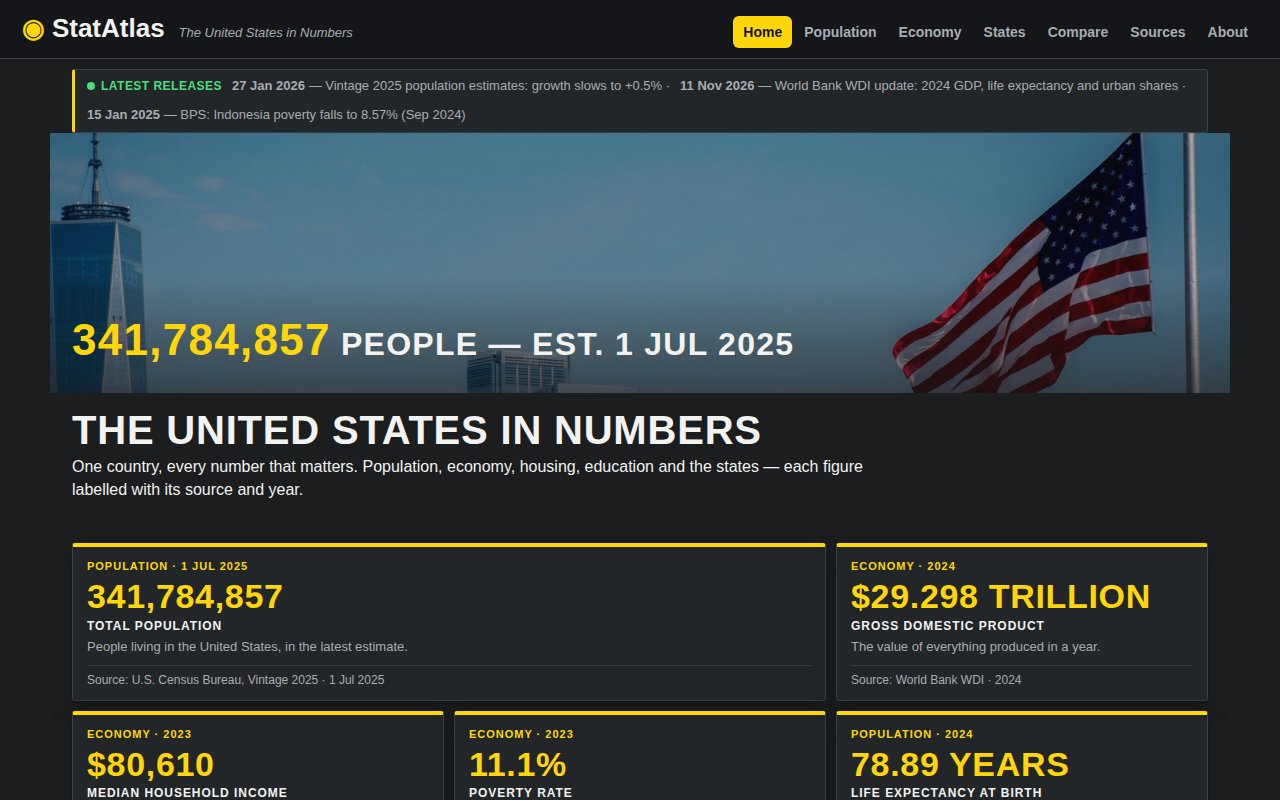 StatAtlas The United States in Numbers
Home Population Economy States Compare Sources About
LATEST RELEASES 27 Jan 2026 — Vintage 2025 population estimates: growth slows to +0.5% · 11 Nov 2026 — World Bank WDI update: 2024 GDP, life expectancy and urban shares ·
15 Jan 2025 — BPS: Indonesia poverty falls to 8.57% (Sep 2024)
341,784,857 PEOPLE — EST. 1 JUL 2025
THE UNITED STATES IN NUMBERS
One country, every number that matters. Population, economy, housing, education and the states — each figure
labelled with its source and year.
POPULATION · 1 JUL 2025
341,784,857
TOTAL POPULATION
People living in the United States, in the latest estimate.
Source: U.S. Census Bureau, Vintage 2025 · 1 Jul 2025
ECONOMY · 2024
$29.298 TRILLION
GROSS DOMESTIC PRODUCT
The value of everything produced in a year.
Source: World Bank WDI · 2024
ECONOMY · 2023
$80,610
MEDIAN HOUSEHOLD INCOME
ECONOMY · 2023
11.1%
POVERTY RATE
POPULATION · 2024
78.89 YEARS
LIFE EXPECTANCY AT BIRTH